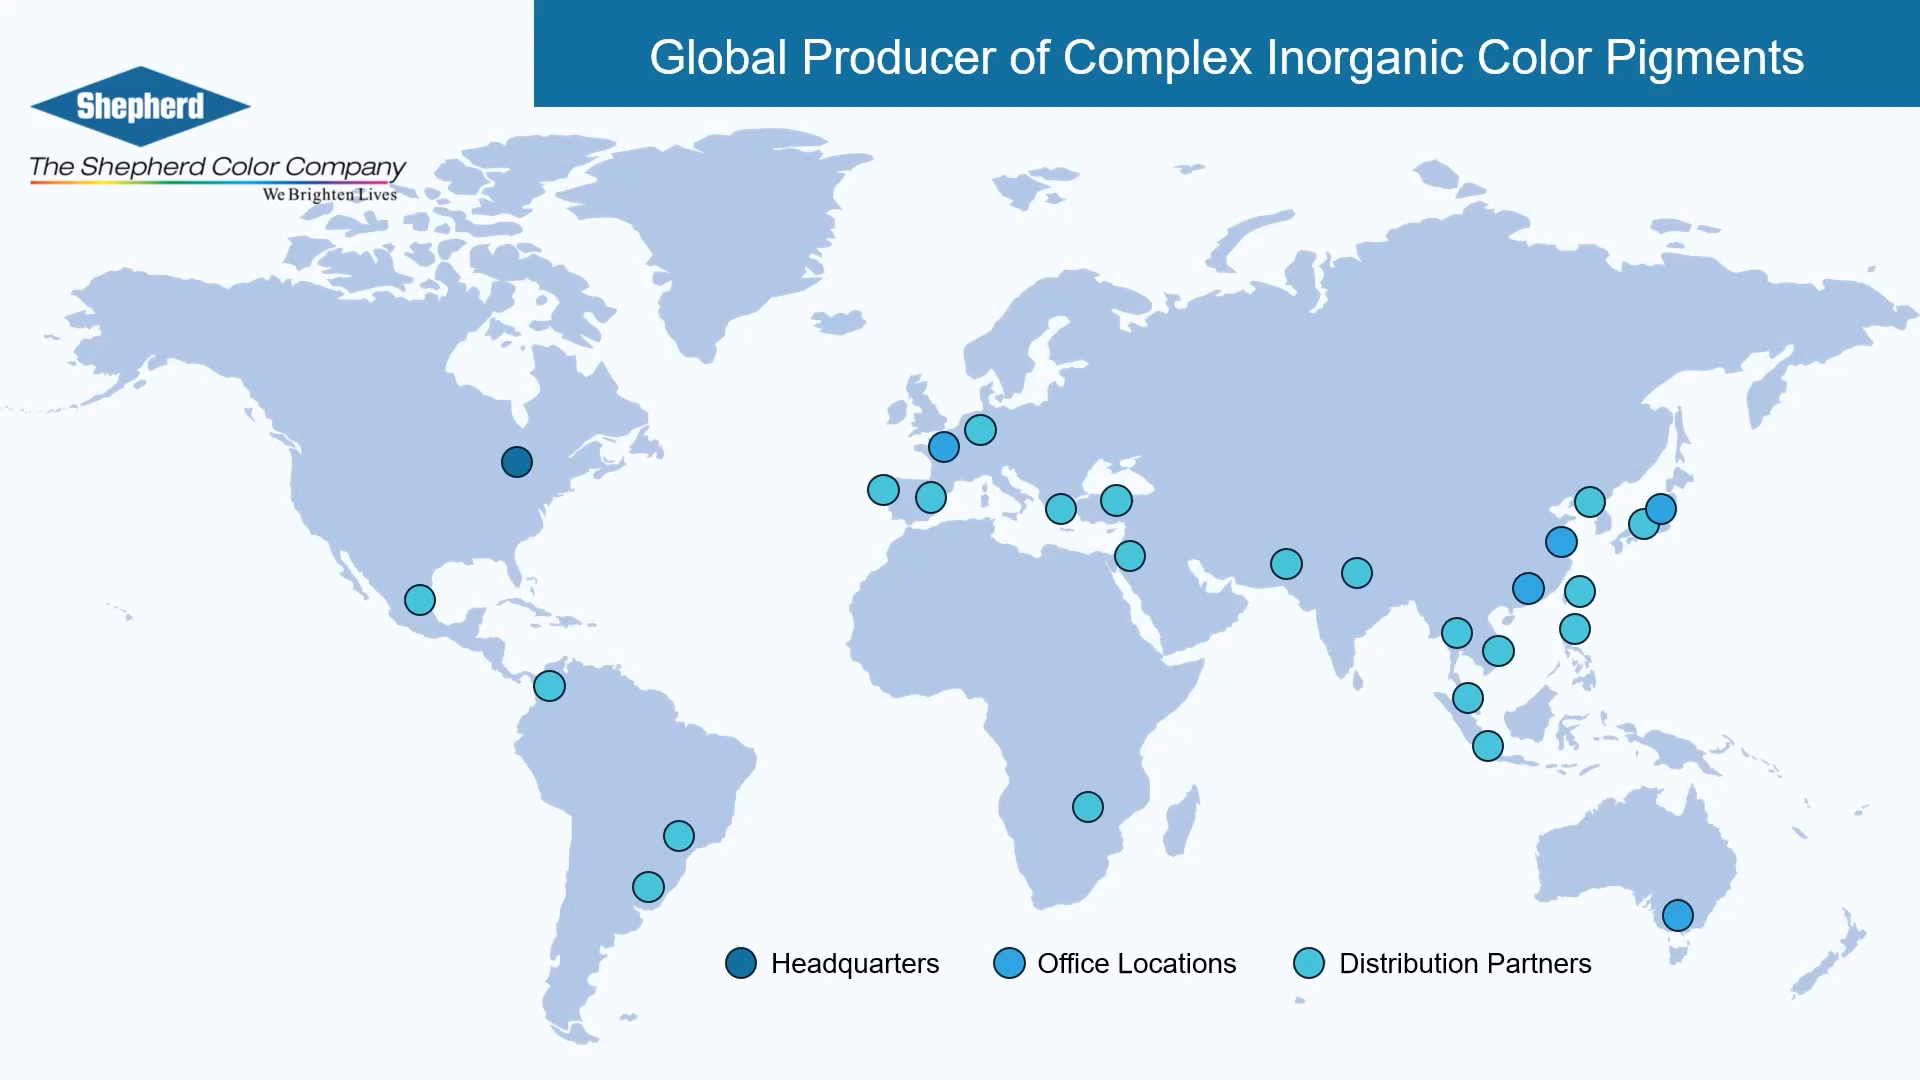 Global Producer of Complex Inorganic Color Pigments
Shepherd
The Shepherd Color Company
We Brighten Lives
Headquarters
Office Locations
Distribution Partners